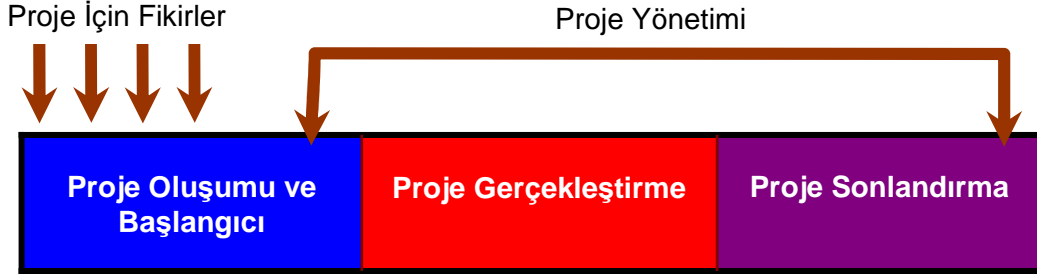 Proje İçin Fikirler
Proje Yönetimi
Proje Oluşumu ve
Başlangıcı
Proje Gerçekleştirme
Proje Sonlandırma